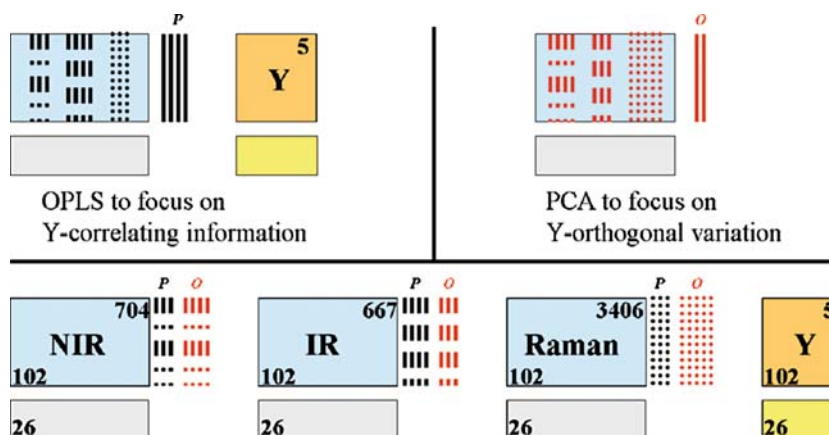 P
5
Y
O
OPLS to focus on
Y-correlating information
PCA to focus on
Y-orthogonal variation
P O
P O
P O
704
NIR
102
667
IR
102
3406
Raman
102
5
Y
102
26
26
26
26